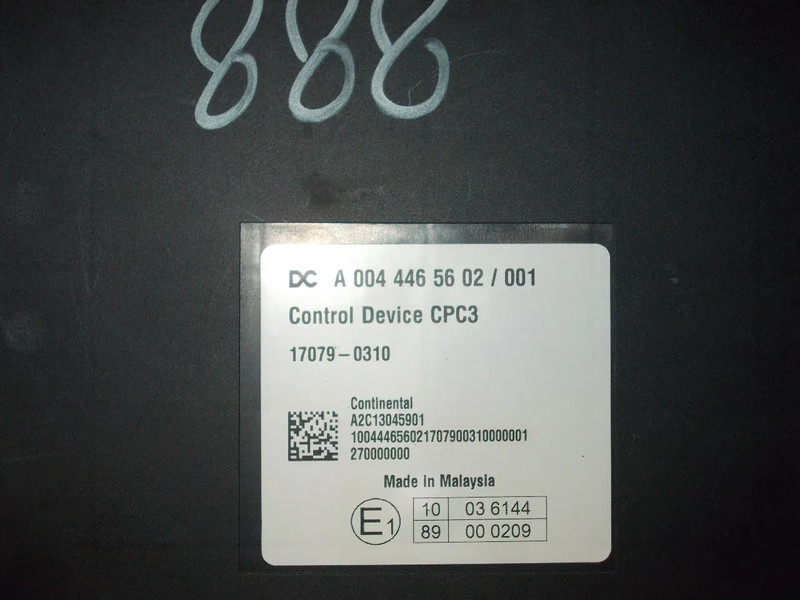 888
DC A 004 446 56 02 / 001
Control Device CPC3
17079-0310
Continental
A2C13045901
10044465602170790031000001
270000000
Made in Malaysia
E1
10 03 6144
89 00 0209